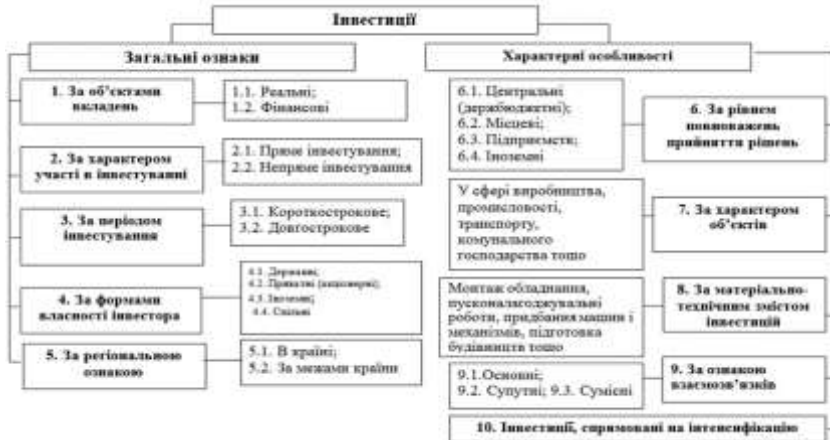 Інвестиції
Загальні ознаки
1. За об'єктами
вкладень
1.1. Реальні;
1.2. Фінансові
2. За характером
участі в інвестуванні
2.1. Пряме інвестування;
2.2. Непряме інвестування
3. За періодом
інвестування
3.1. Короткострокове;
3.2. Довгострокове
4. За формами
власності інвестора
4.1. Державні;
4.2. Приватні (акціонерні);
4.3. Іноземні;
4.4. Спільні
5. За регіональною
ознакою
5.1. В країні;
5.2. За межами країни
Характерні особливості
6.1. Центральні
(держбюджетні);
6.2. Місцеві;
6.3. Підприємств;
6.4. Іноземні
6. За рівнем
повноважень
прийняття рішень
У сфері виробництва,
промисловості,
транспорту,
комунального
господарства тощо
7. За характером
об'єктів
Монтаж обладнання,
пусконалагоджувальні
роботи, придбання машин і
механізмів, підготовка
будівництв тощо
8. За матеріально-
технічним змістом
інвестицій
9.1.Основні;
9.2. Супутні; 9.3. Сумісні
9. За ознакою
взаємозв'язків
10. Інвестиції, спрямовані на інтенсифікацію